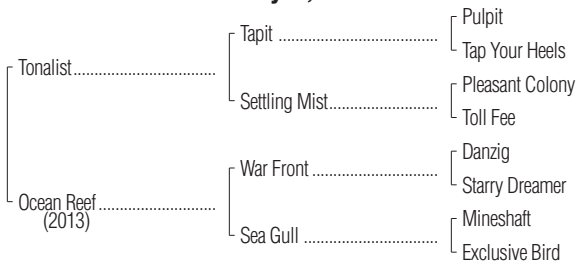 Pulpit
Tapit
Tap Your Heels
Tonalist
Pleasant Colony
Settling Mist
Toll Fee
Danzig
War Front
Starry Dreamer
Ocean Reef
(2013)
Mineshaft
Sea Gull
Exclusive Bird